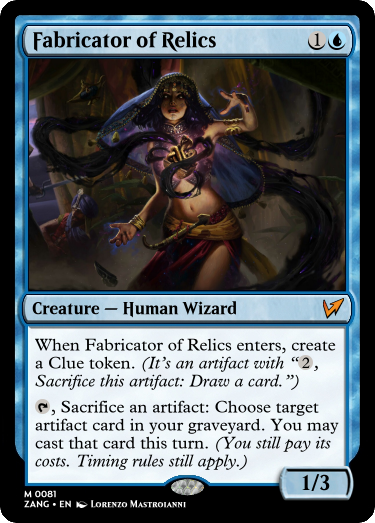 Fabricator of Relics 1
Creature — Human Wizard
When Fabricator of Relics enters, create
a Clue token. (It's an artifact with “2,
Sacrifice this artifact: Draw a card.”)
, Sacrifice an artifact: Choose target
artifact card in your graveyard. You may
cast that card this turn. (You still pay its
costs. Timing rules still apply.)
1/3
M 0081
ZANG • EN Lorenzo Mastroianni